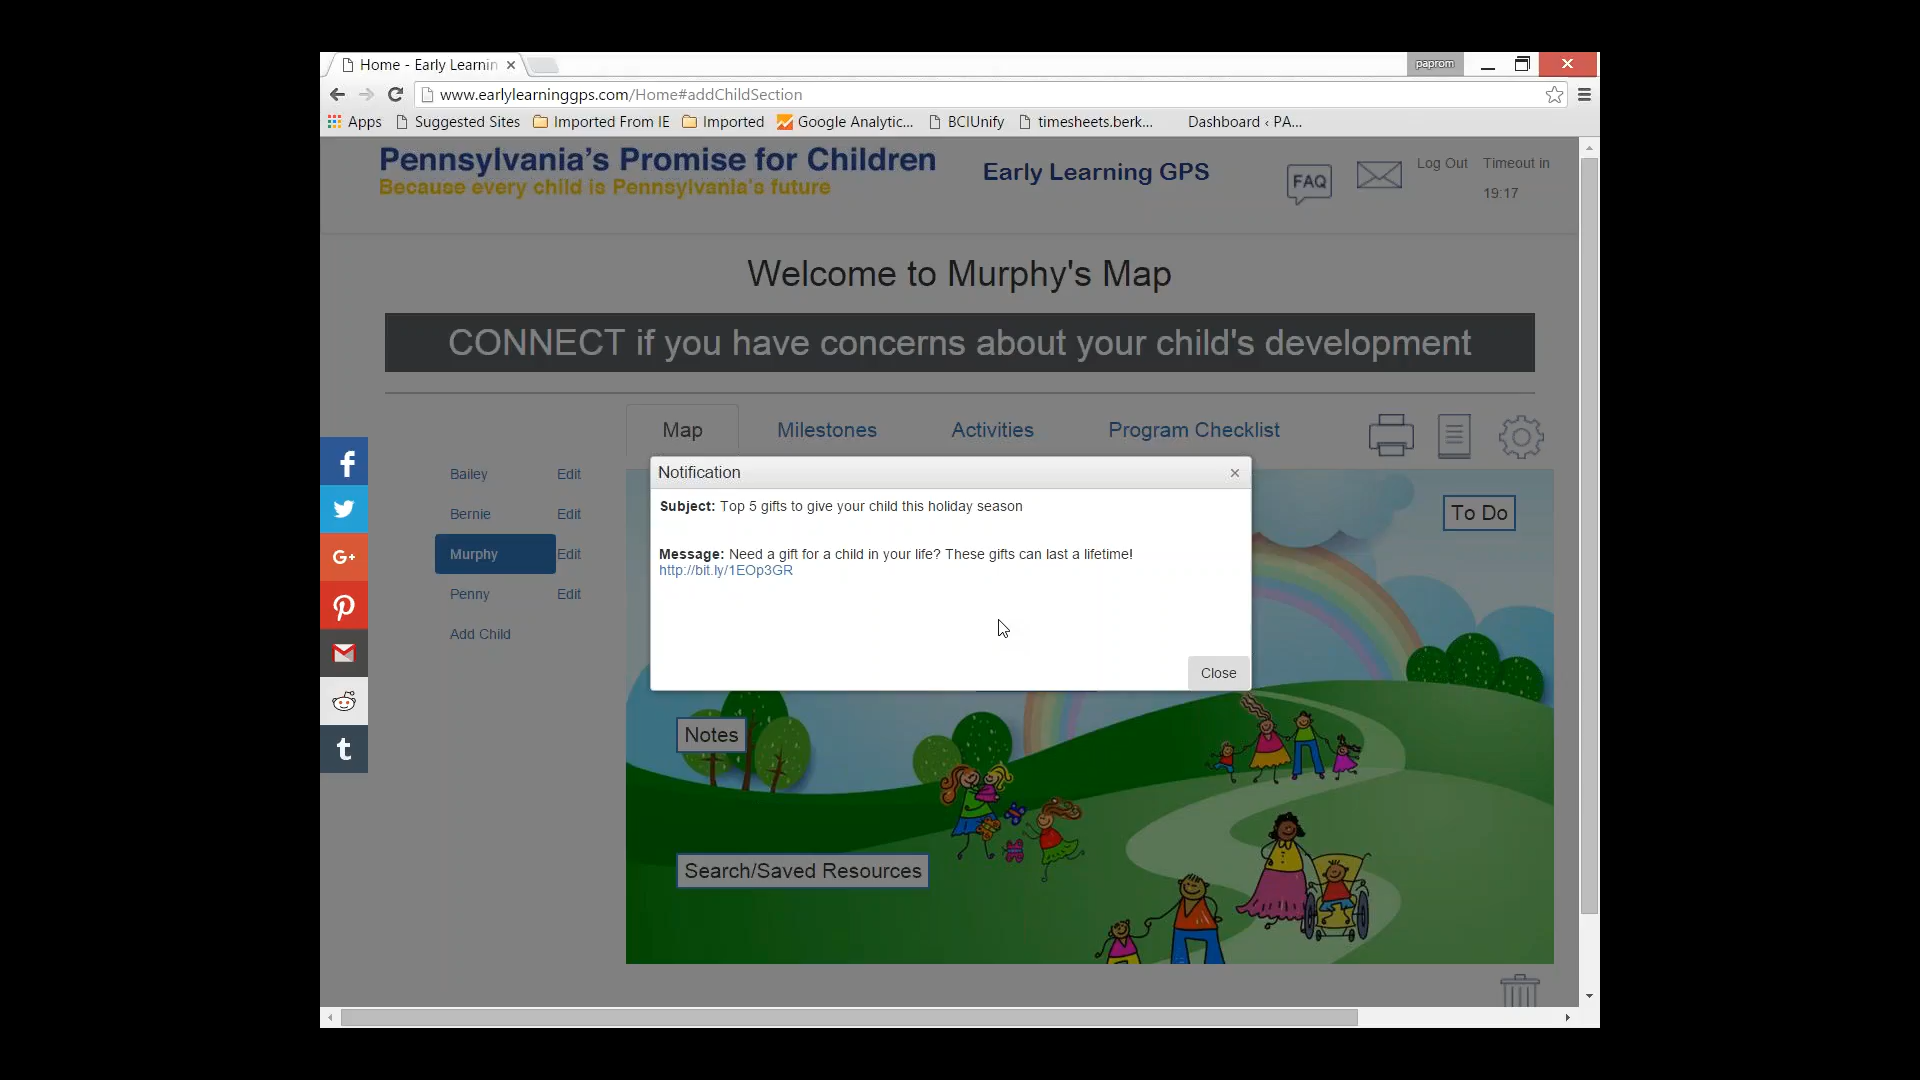 Home - Early Learnin
paprom
www.earlylearninggps.com/Home#addChildSection
Apps Suggested Sites Imported From IE Imported Google Analytic... BCIUnify timesheets.berk... Dashboard ‹ PA...
Pennsylvania's Promise for Children
Because every child is Pennsylvania's future
Early Learning GPS
FAQ
Log Out
Timeout in
19:17
Welcome to Murphy's Map
CONNECT if you have concerns about your child's development
Map Milestones Activities Program Checklist
Bailey Edit
Bernie Edit
Murphy Edit
Penny Edit
Add Child
Notification
Subject: Top 5 gifts to give your child this holiday season
Message: Need a gift for a child in your life? These gifts can last a lifetime!
http://bit.ly/1EOp3GR
Close
To Do
Notes
Search/Saved Resources
f
G+
t